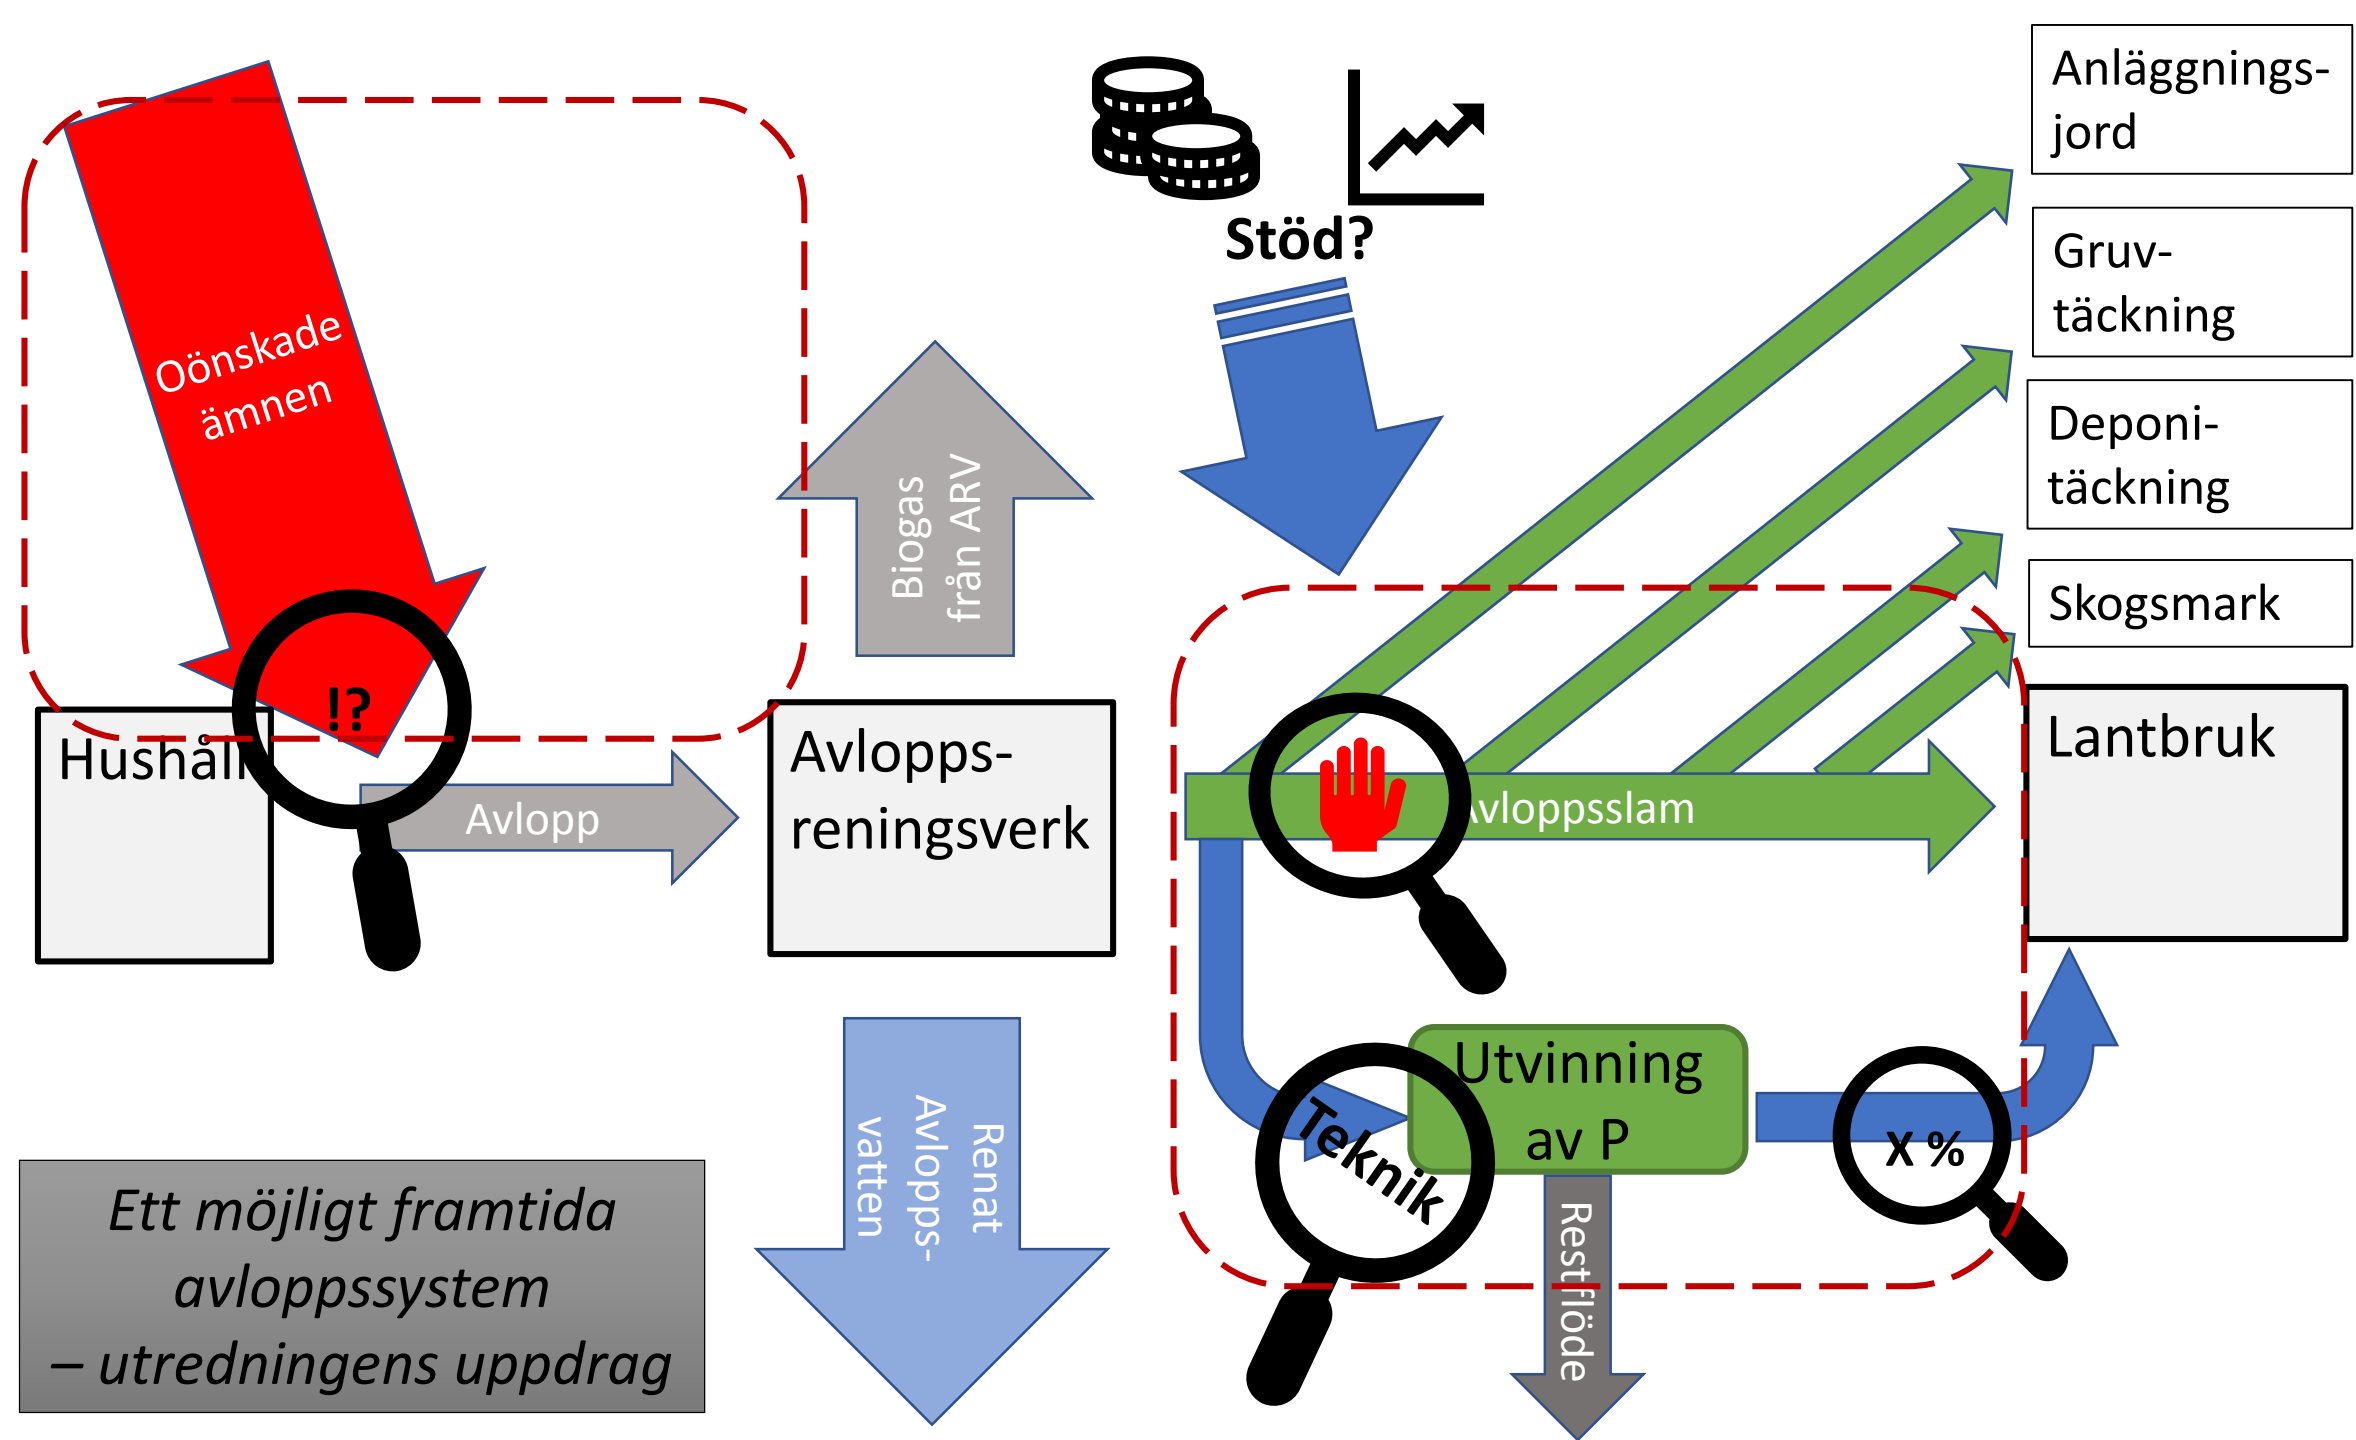 Anläggnings-
jord
Gruv-
täckning
Deponi-
täckning
Skogsmark
Stöd?
Oönskade
ämnen
Biogas
från ARV
!?
Hushåll
Avlopp
Avlopps-
reningsverk
Avloppsslam
Lantbruk
Renat
Avlopps-
vatten
Teknik
Utvinning
av P
X %
Restflöde
Ett möjligt framtida
avloppssystem
– utredningens uppdrag